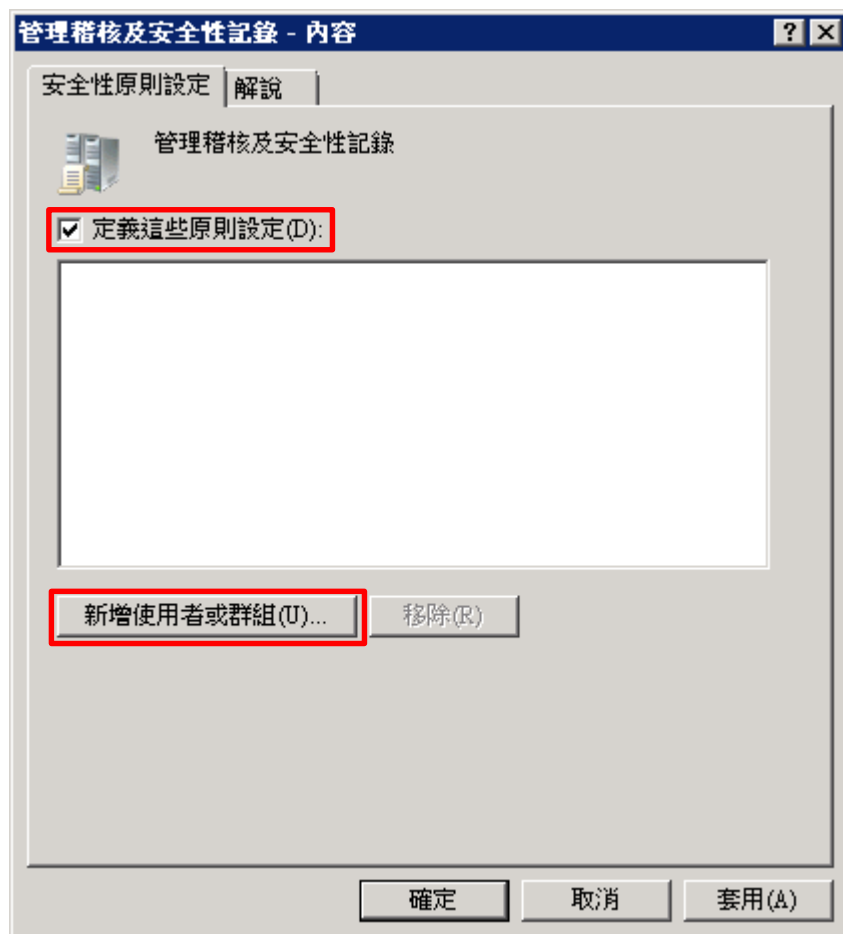 管理稽核及安全性記錄 - 內容
安全性原則設定 解說
管理稽核及安全性記錄
定義這些原則設定(D):
新增使用者或群組(U)... 移除(R)
確定 取消 套用(A)